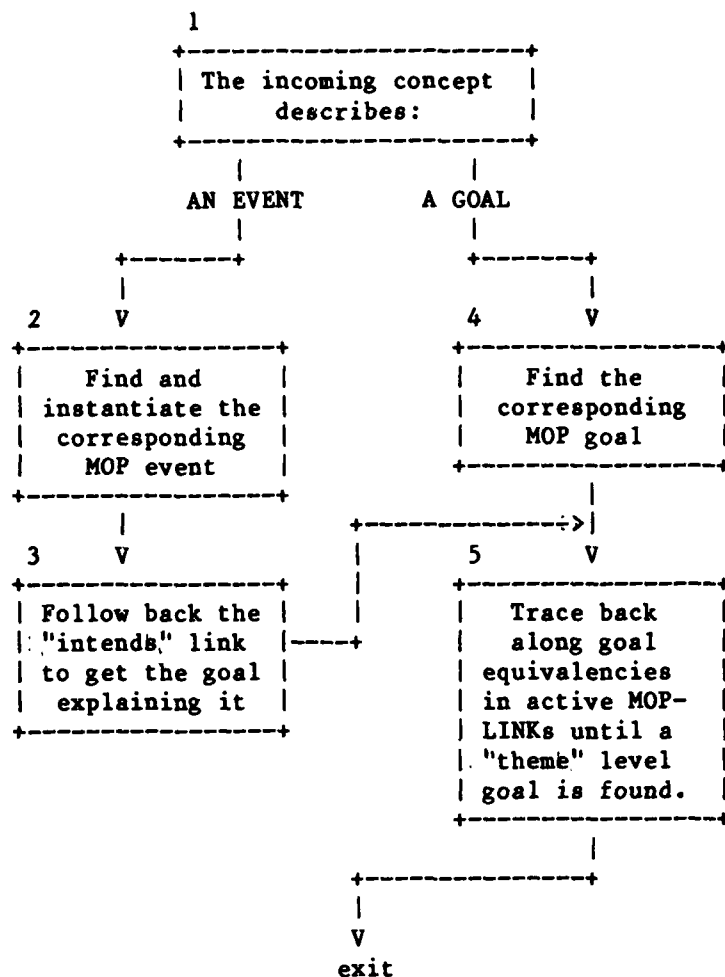 1
The incoming concept
describes:
AN EVENT A GOAL
2 V 4 V
Find and
instantiate the
corresponding
MOP event
Find the
corresponding
MOP goal
3 V 5 V
Follow back the
"intends" link
to get the goal
explaining it
Trace back
along goal
equivalencies
in active MOP-
LINKs until a
"theme" level
goal is found.
V
exit